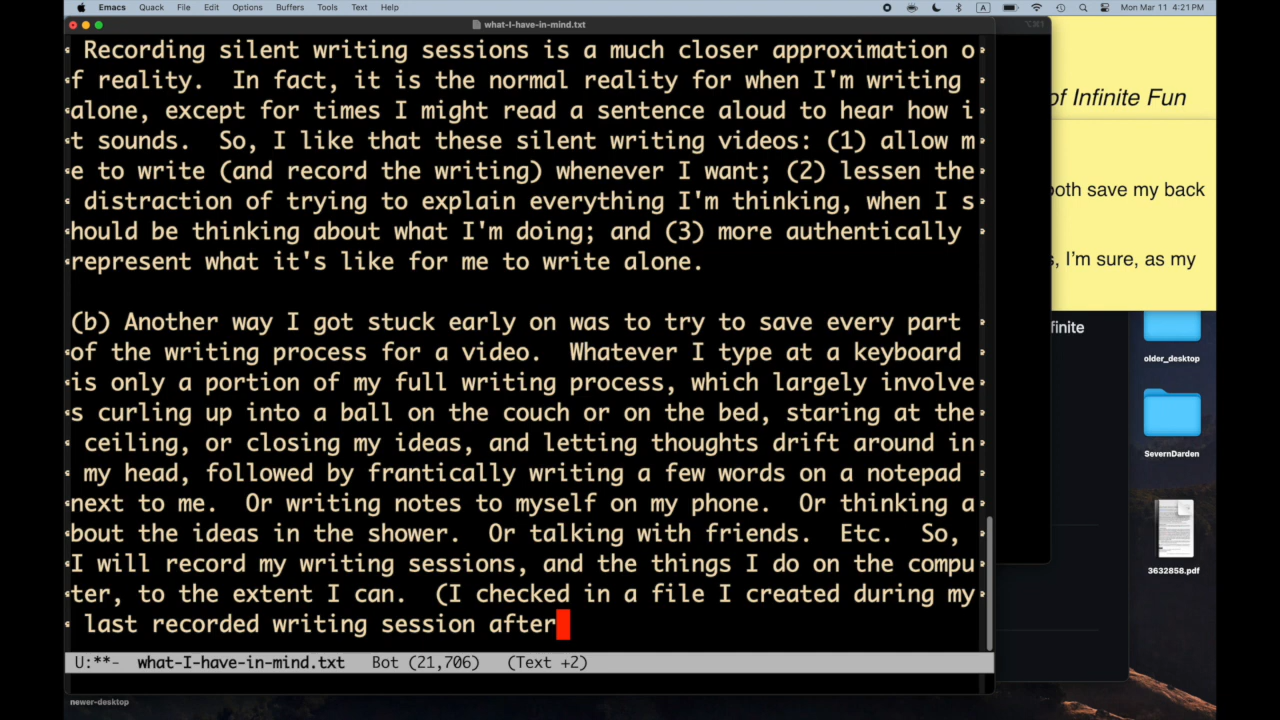 Emacs Quack File Edit Options Buffers Tools Text Help A Mon Mar 11 4:21 PM
what-I-have-in-mind.txt
Recording silent writing sessions is a much closer approximation o
f reality.  In fact, it is the normal reality for when I'm writing
alone, except for times I might read a sentence aloud to hear how i
t sounds.  So, I like that these silent writing videos: (1) allow m
e to write (and record the writing) whenever I want; (2) lessen the
distraction of trying to explain everything I'm thinking, when I s
hould be thinking about what I'm doing; and (3) more authentically
represent what it's like for me to write alone.
(b) Another way I got stuck early on was to try to save every part
of the writing process for a video.  Whatever I type at a keyboard
is only a portion of my full writing process, which largely involve
s curling up into a ball on the couch or on the bed, staring at the
ceiling, or closing my ideas, and letting thoughts drift around in
my head, followed by frantically writing a few words on a notepad
next to me.  Or writing notes to myself on my phone.  Or thinking a
bout the ideas in the shower.  Or talking with friends.  Etc.  So,
I will record my writing sessions, and the things I do on the compu
ter, to the extent I can.  (I checked in a file I created during my
last recorded writing session after
U:**-  what-I-have-in-mind.txt   Bot (21,706)   (Text +2)
newer-desktop
of Infinite Fun
both save my back
s, I'm sure, as my
finite
older_desktop
SevernDarden
3632858.pdf